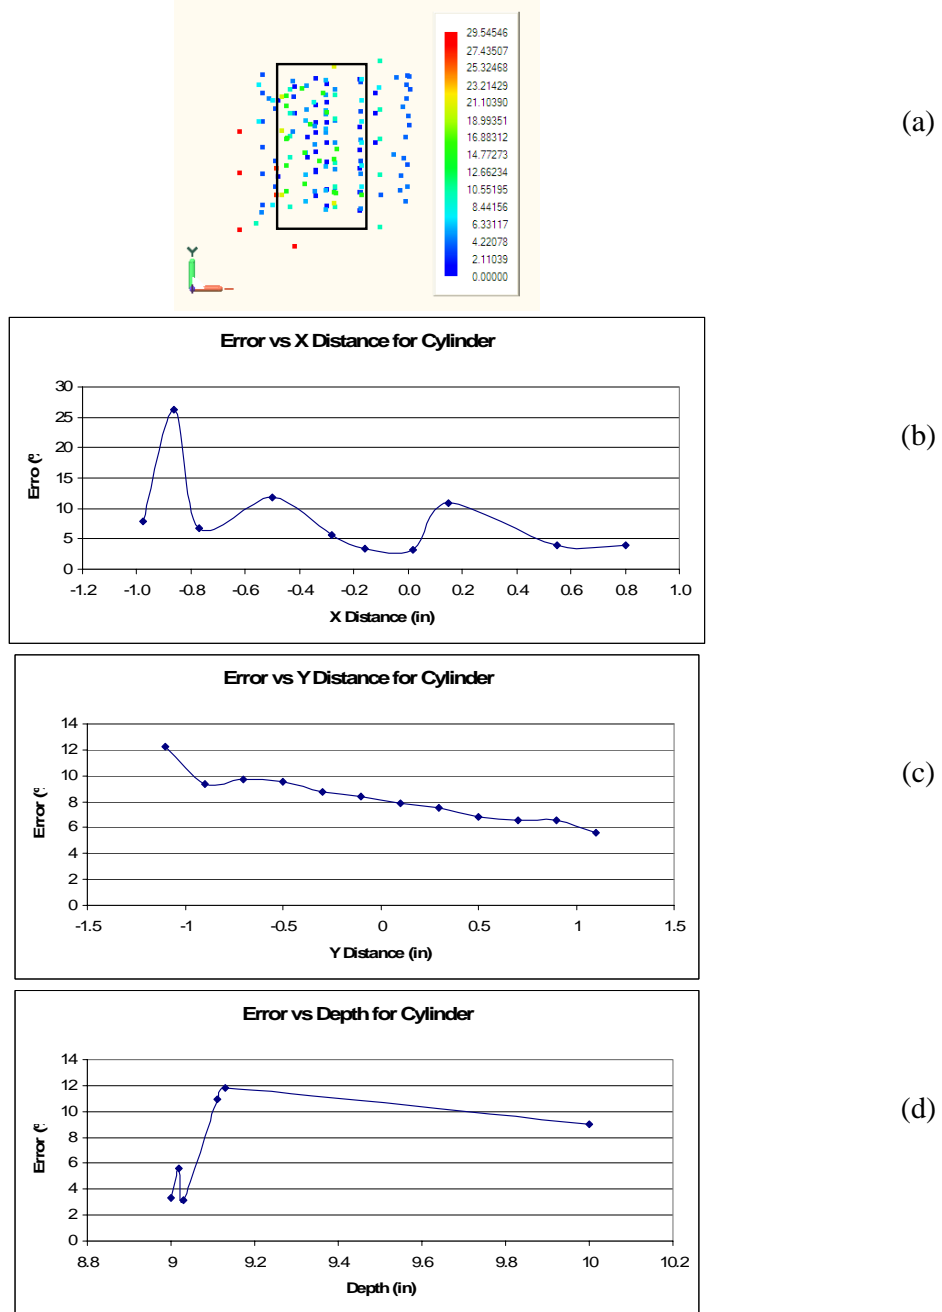 29.54546
27.43507
25.32468
23.21429
21.10390
18.99351
16.88312
14.77273
12.66234
10.55195
8.44156
6.33117
4.22078
2.11039
0.00000
Y
(a)
Error vs X Distance for Cylinder
30
25
20
15
10
5
0
Erro (
-1.2 -1.0 -0.8 -0.6 -0.4 -0.2 0.0 0.2 0.4 0.6 0.8 1.0
X Distance (in)
(b)
Error vs Y Distance for Cylinder
14
12
10
8
6
4
2
0
Error (
-1.5 -1 -0.5 0 0.5 1 1.5
Y Distance (in)
(c)
Error vs Depth for Cylinder
14
12
10
8
6
4
2
0
Error (
8.8 9 9.2 9.4 9.6 9.8 10 10.2
Depth (in)
(d)